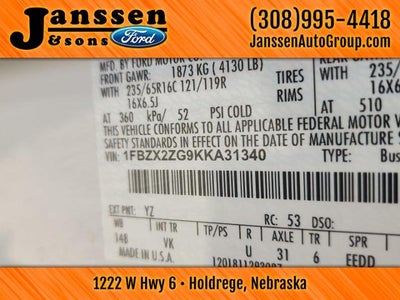 Janssen
& sons
Ford
(308)995-4418
JanssenAutoGroup.com
MFD. BY FORD MOTOR
FRONT GAWR: 1873 KG ( 4130 LB)
WITH 235/65R16C 121/119R TIRES
16X6.5J RIMS
AT 360 kPa/ 52 PSI COLD
WITH 235/
16X6
AT 510
THIS VEHICLE CONFORMS TO ALL APPLICABLE FEDERAL MOTOR
SAFETY STANDARDS IN EFFECT ON THE DATE OF MANUFACTURE
VIN: 1FBZX2ZG9KKA31340 TYPE: Bus
EXT PNT: YZ RC: 53 DSO:
WB TP/PS R AXLE TR SPR
148 VK U 31 6 EEDD
MADE IN U.S.A.
1222 W Hwy 6 • Holdrege, Nebraska